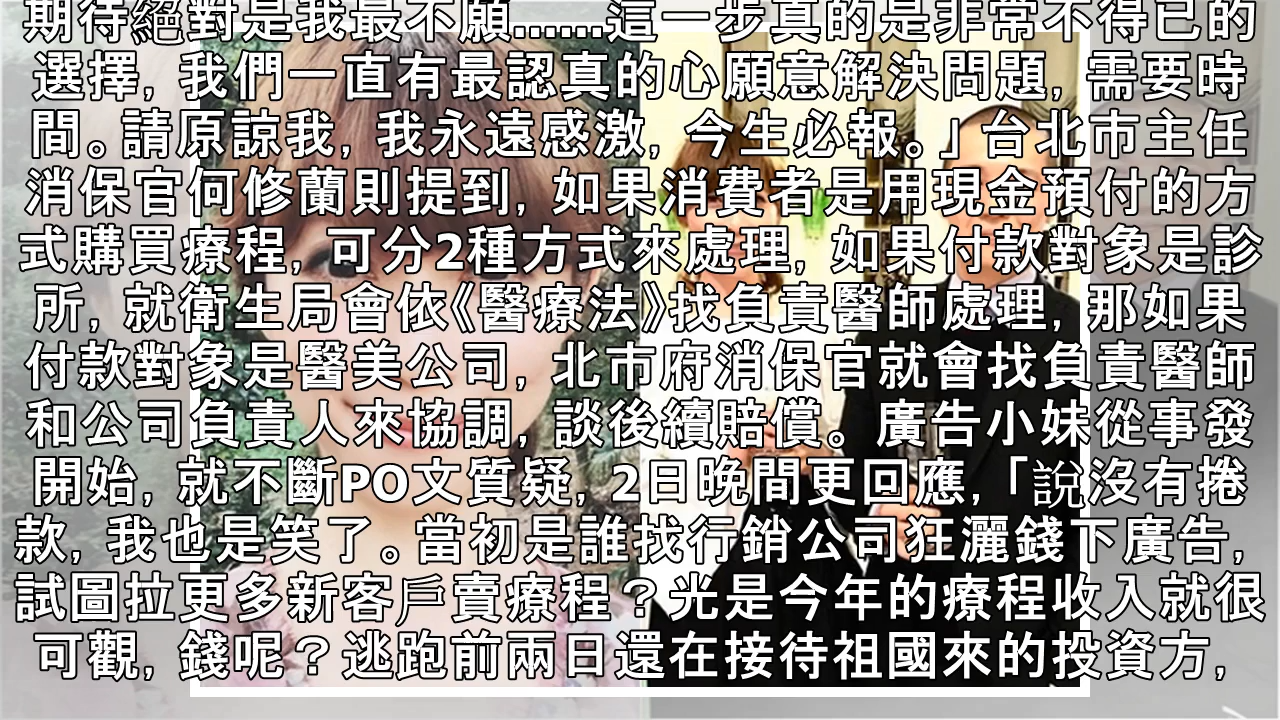 期待絕對是我最不願……這一步真的是非常不得已的
選擇, 我們一直有最認真的心願意解決問題, 需要時
間。請原諒我, 我永遠感激, 今生必報。」台北市主任
消保官何修蘭則提到, 如果消費者是用現金預付的方
式購買療程, 可分2種方式來處理, 如果付款對象是診
所, 就衛生局會依《醫療法》找負責醫師處理, 那如果
付款對象是醫美公司, 北市府消保官就會找負責醫師
和公司負責人來協調, 談後續賠償。廣告小妹從事發
開始, 就不斷PO文質疑, 2日晚間更回應,「說沒有捲
款, 我也是笑了。當初是誰找行銷公司狂灑錢下廣告,
試圖拉更多新客戶賣療程？光是今年的療程收入就很
可觀, 錢呢？逃跑前兩日還在接待祖國來的投資方,